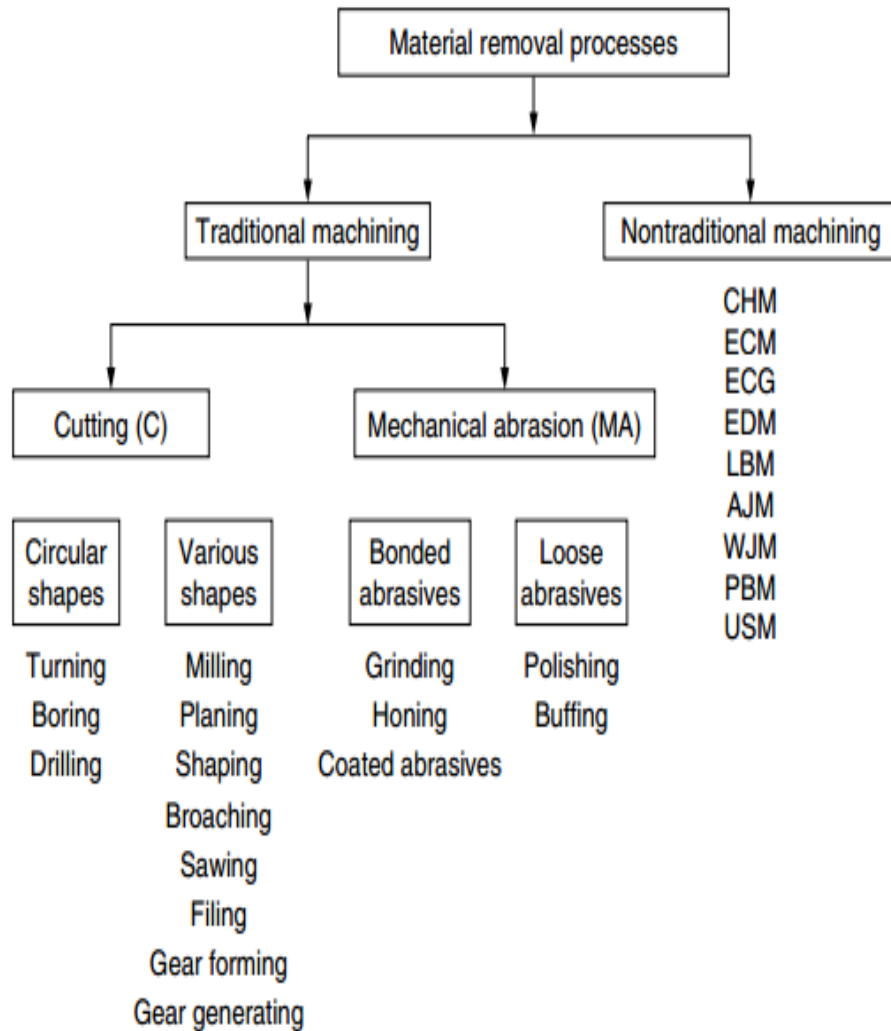 Material removal processes
Traditional machining
Nontraditional machining
CHM
ECM
ECG
EDM
LBM
AJM
WJM
PBM
USM
Cutting (C)
Mechanical abrasion (MA)
Circular
shapes
Turning
Boring
Drilling
Various
shapes
Milling
Planing
Shaping
Broaching
Sawing
Filing
Gear forming
Gear generating
Bonded
abrasives
Grinding
Honing
Coated abrasives
Loose
abrasives
Polishing
Buffing